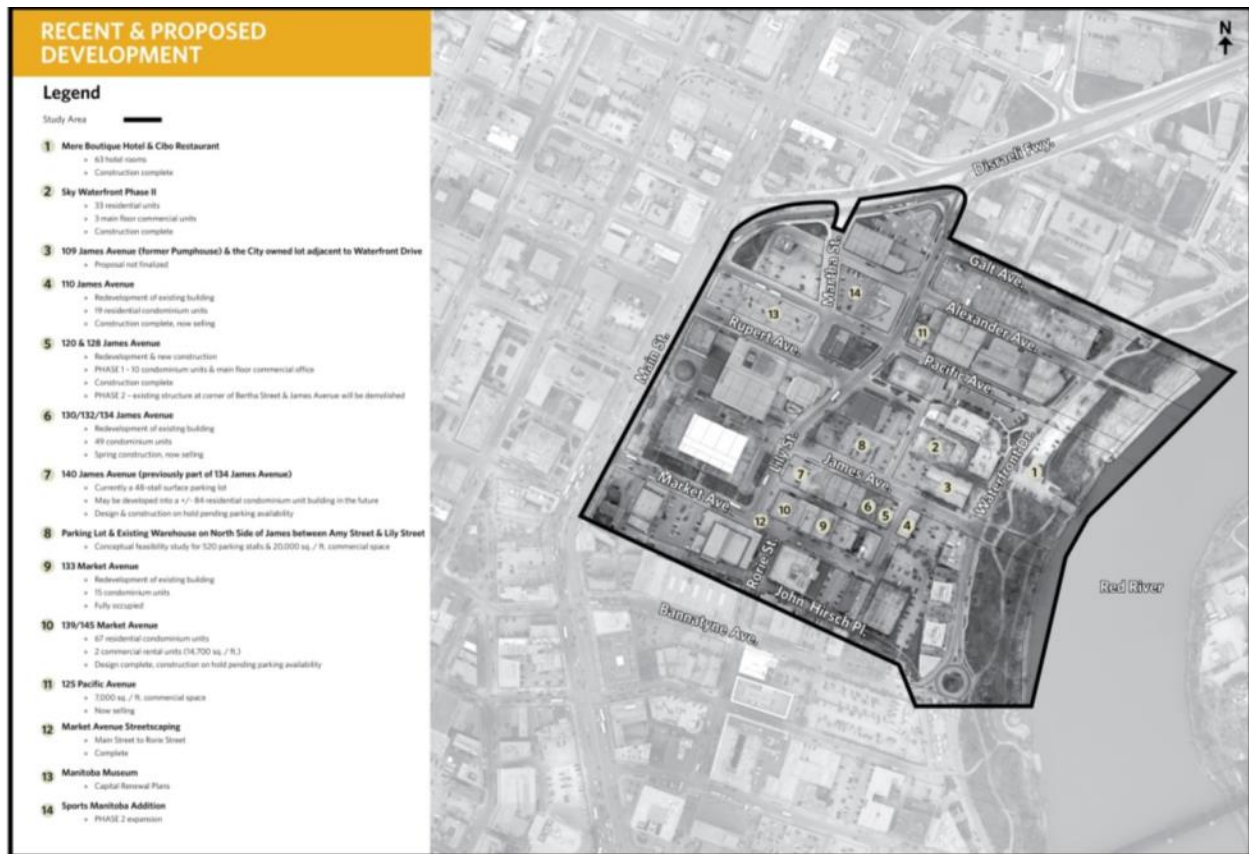 RECENT & PROPOSED
DEVELOPMENT
Legend
Study Area
1 Mere Boutique Hotel & Cibo Restaurant
» 63 hotel rooms
» Construction complete
2 Sky Waterfront Phase II
» 33 residential units
» 3 main floor commercial units
» Construction complete
3 109 James Avenue (former Pumphouse) & the City owned lot adjacent to Waterfront Drive
» Proposal not finalized
4 110 James Avenue
» Redevelopment of existing building
» 19 residential condominium units
» Construction complete, now selling
5 120 & 128 James Avenue
» Redevelopment & new construction
» PHASE 1 - 10 condominium units & main floor commercial office
» Construction complete
» PHASE 2 - existing structure at corner of Bertha Street & James Avenue will be demolished
6 130/132/134 James Avenue
» Redevelopment of existing building
» 49 condominium units
» Spring construction, now selling
7 140 James Avenue (previously part of 134 James Avenue)
» Currently a 48-stall surface parking lot
» May be developed into a +/- 84 residential condominium unit building in the future
» Design & construction on hold pending parking availability
8 Parking Lot & Existing Warehouse on North Side of James between Amy Street & Lily Street
» Conceptual feasibility study for 520 parking stalls & 20,000 sq. / ft. commercial space
9 133 Market Avenue
» Redevelopment of existing building
» 15 condominium units
» Fully occupied
10 139/145 Market Avenue
» 67 residential condominium units
» 2 commercial rental units (14,700 sq. / ft.)
» Design complete, construction on hold pending parking availability
11 125 Pacific Avenue
» 7,000 sq. / ft. commercial space
» Now selling
12 Market Avenue Streetscaping
» Main Street to Rorie Street
» Complete
13 Manitoba Museum
» Capital Renewal Plans
14 Sports Manitoba Addition
» PHASE 2 expansion
N
Disraeli Fwy.
Martha St.
Galt Ave.
14
13
Alexander Ave.
11
Rupert Ave.
Main St.
Pacific Ave.
Lily St.
8
2
Waterfront Dr.
1
James Ave.
7
3
Market Ave
10
6
5
4
12
9
Rorie St.
John Hirsch Pl.
Bannatyne Ave.
Red River